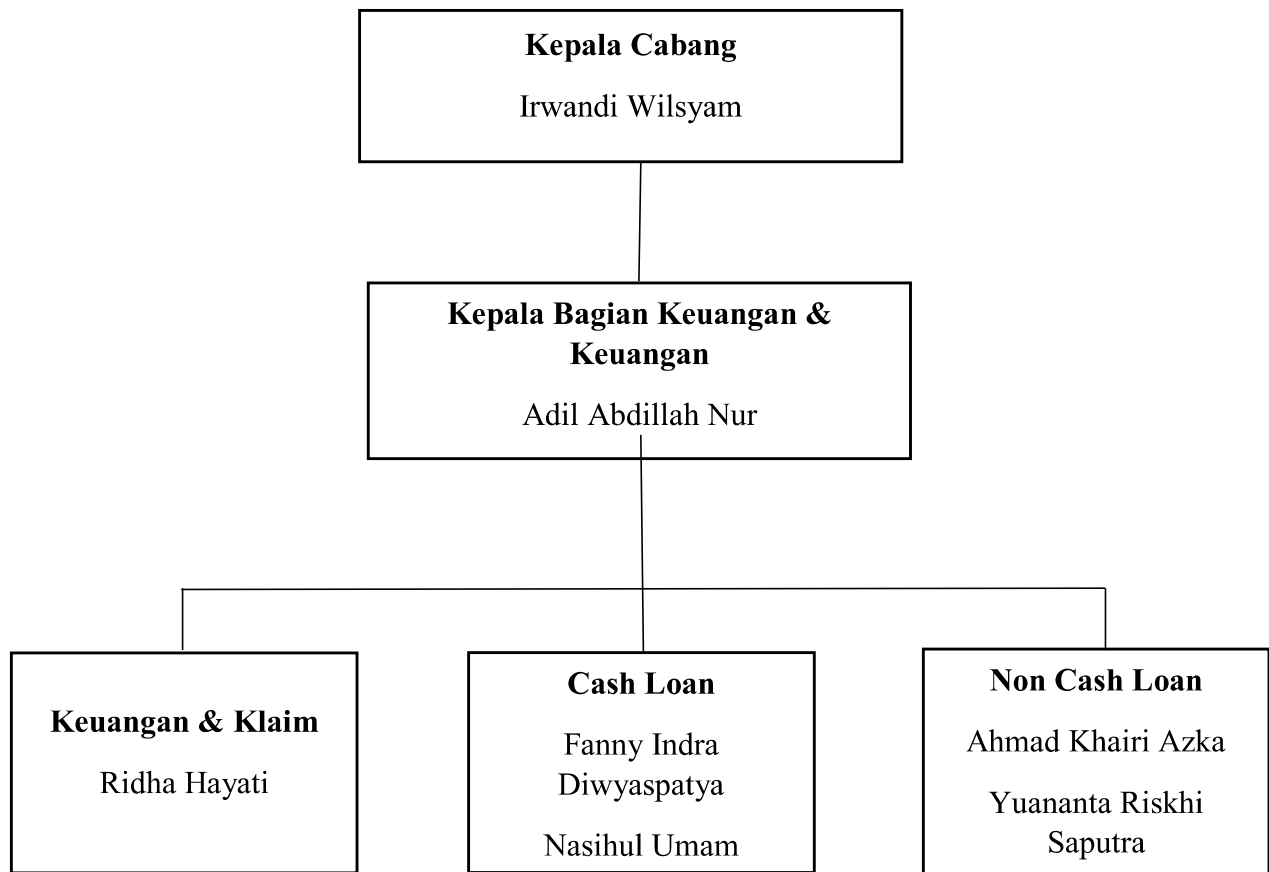 Kepala Cabang
Irwandi Wilsyam
Kepala Bagian Keuangan &
Keuangan
Adil Abdillah Nur
Keuangan & Klaim
Ridha Hayati
Cash Loan
Fanny Indra
Diwyaspatya
Nasihul Umam
Non Cash Loan
Ahmad Khairi Azka
Yuananta Riskhi
Saputra